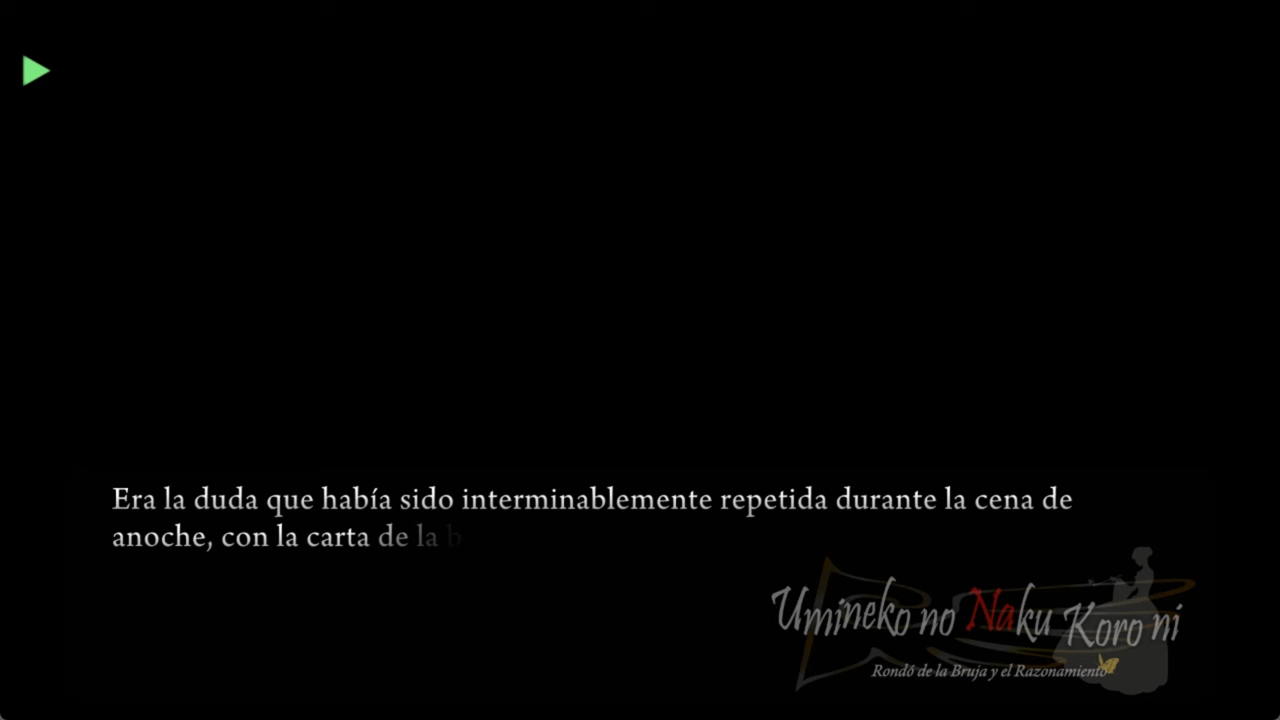 Era la duda que había sido interminablemente repetida durante la cena de
anoche, con la carta de la b
Umineko no Naku Koro ni
Rondó de la Bruja y el Razonamiento